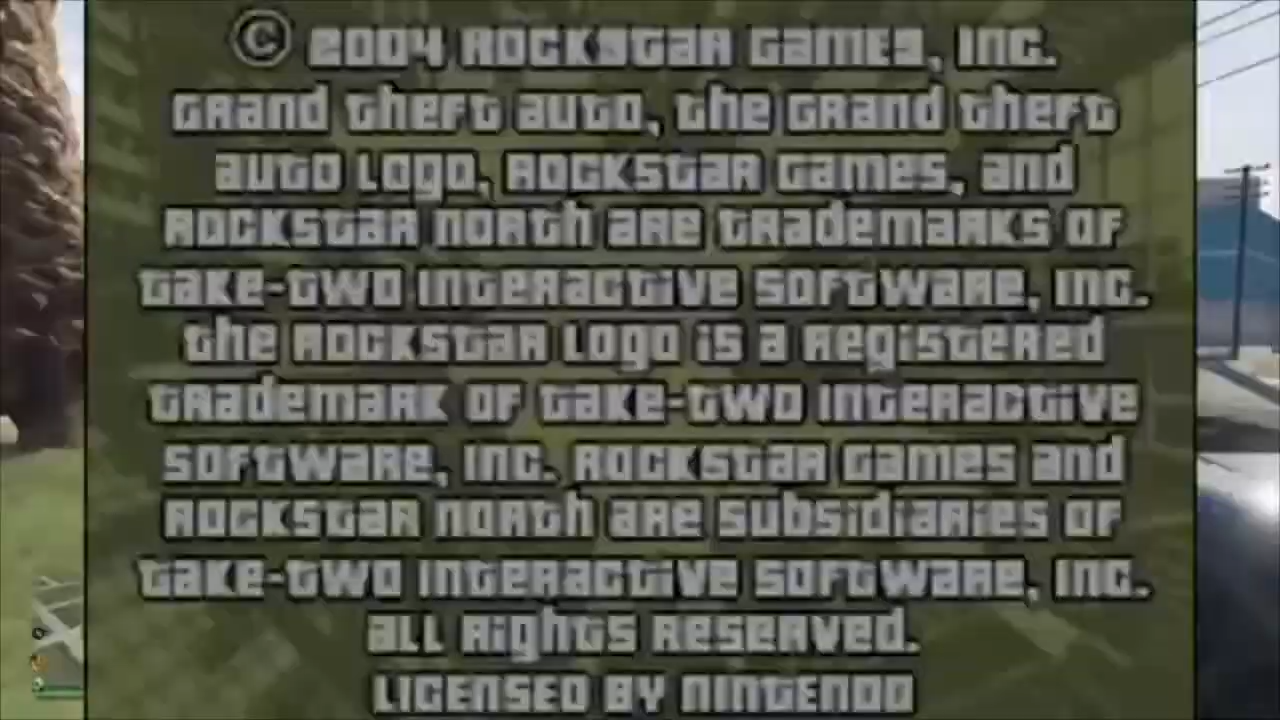 © 2004 Rockstar Games, Inc.
Grand Theft Auto, the Grand Theft
Auto Logo, Rockstar Games, and
Rockstar North are trademarks of
Take-Two Interactive Software, Inc.
The Rockstar Logo is a registered
trademark of Take-Two Interactive
Software, Inc. Rockstar Games and
Rockstar North are subsidiaries of
Take-Two Interactive Software, Inc.
All rights reserved.
LICENSED BY NINTENDO